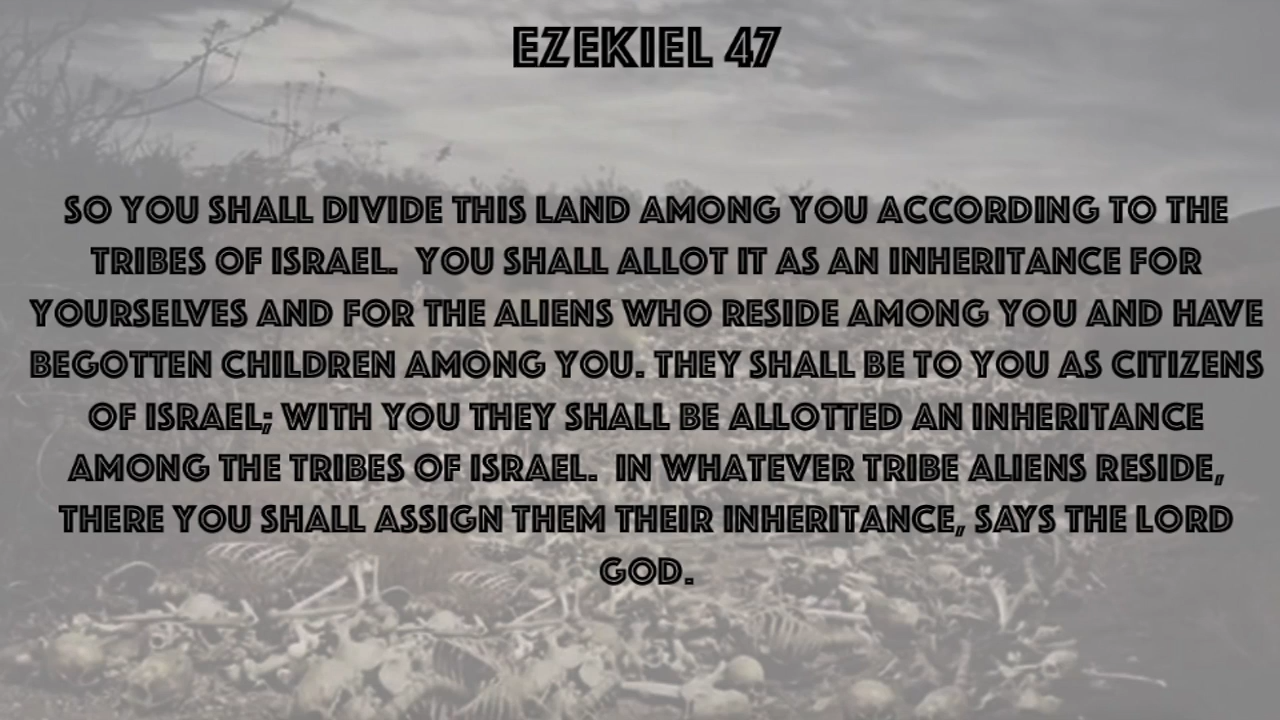 EZEKIEL 47
SO YOU SHALL DIVIDE THIS LAND AMONG YOU ACCORDING TO THE
TRIBES OF ISRAEL.  YOU SHALL ALLOT IT AS AN INHERITANCE FOR
YOURSELVES AND FOR THE ALIENS WHO RESIDE AMONG YOU AND HAVE
BEGOTTEN CHILDREN AMONG YOU. THEY SHALL BE TO YOU AS CITIZENS
OF ISRAEL; WITH YOU THEY SHALL BE ALLOTTED AN INHERITANCE
AMONG THE TRIBES OF ISRAEL.  IN WHATEVER TRIBE ALIENS RESIDE,
THERE YOU SHALL ASSIGN THEM THEIR INHERITANCE, SAYS THE LORD
GOD.